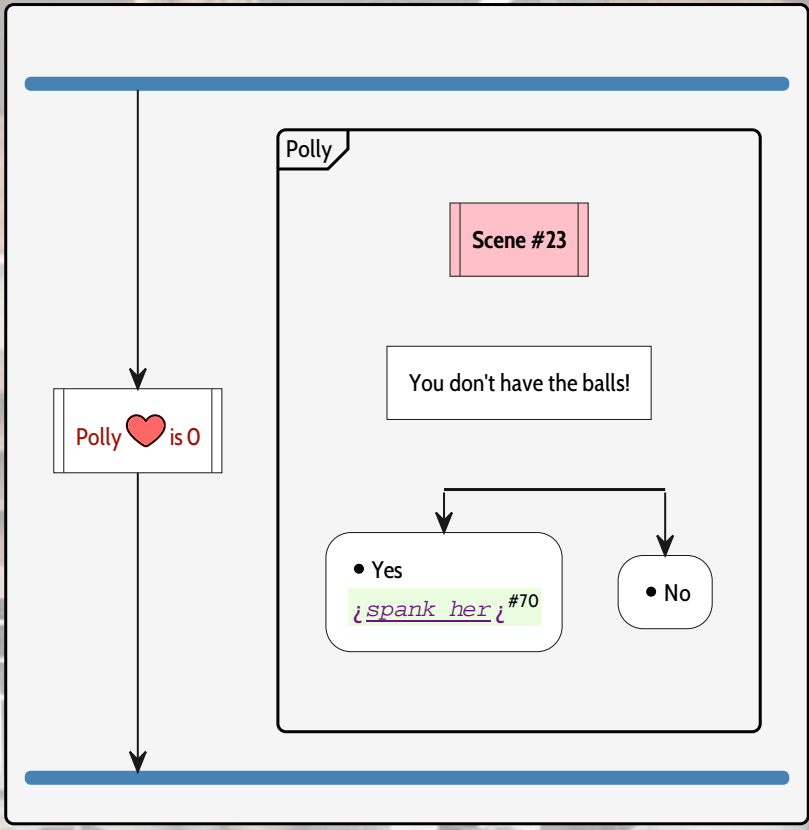 Polly
Scene #23
You don't have the balls!
Polly is 0
• Yes
¿spank her¿#70
• No